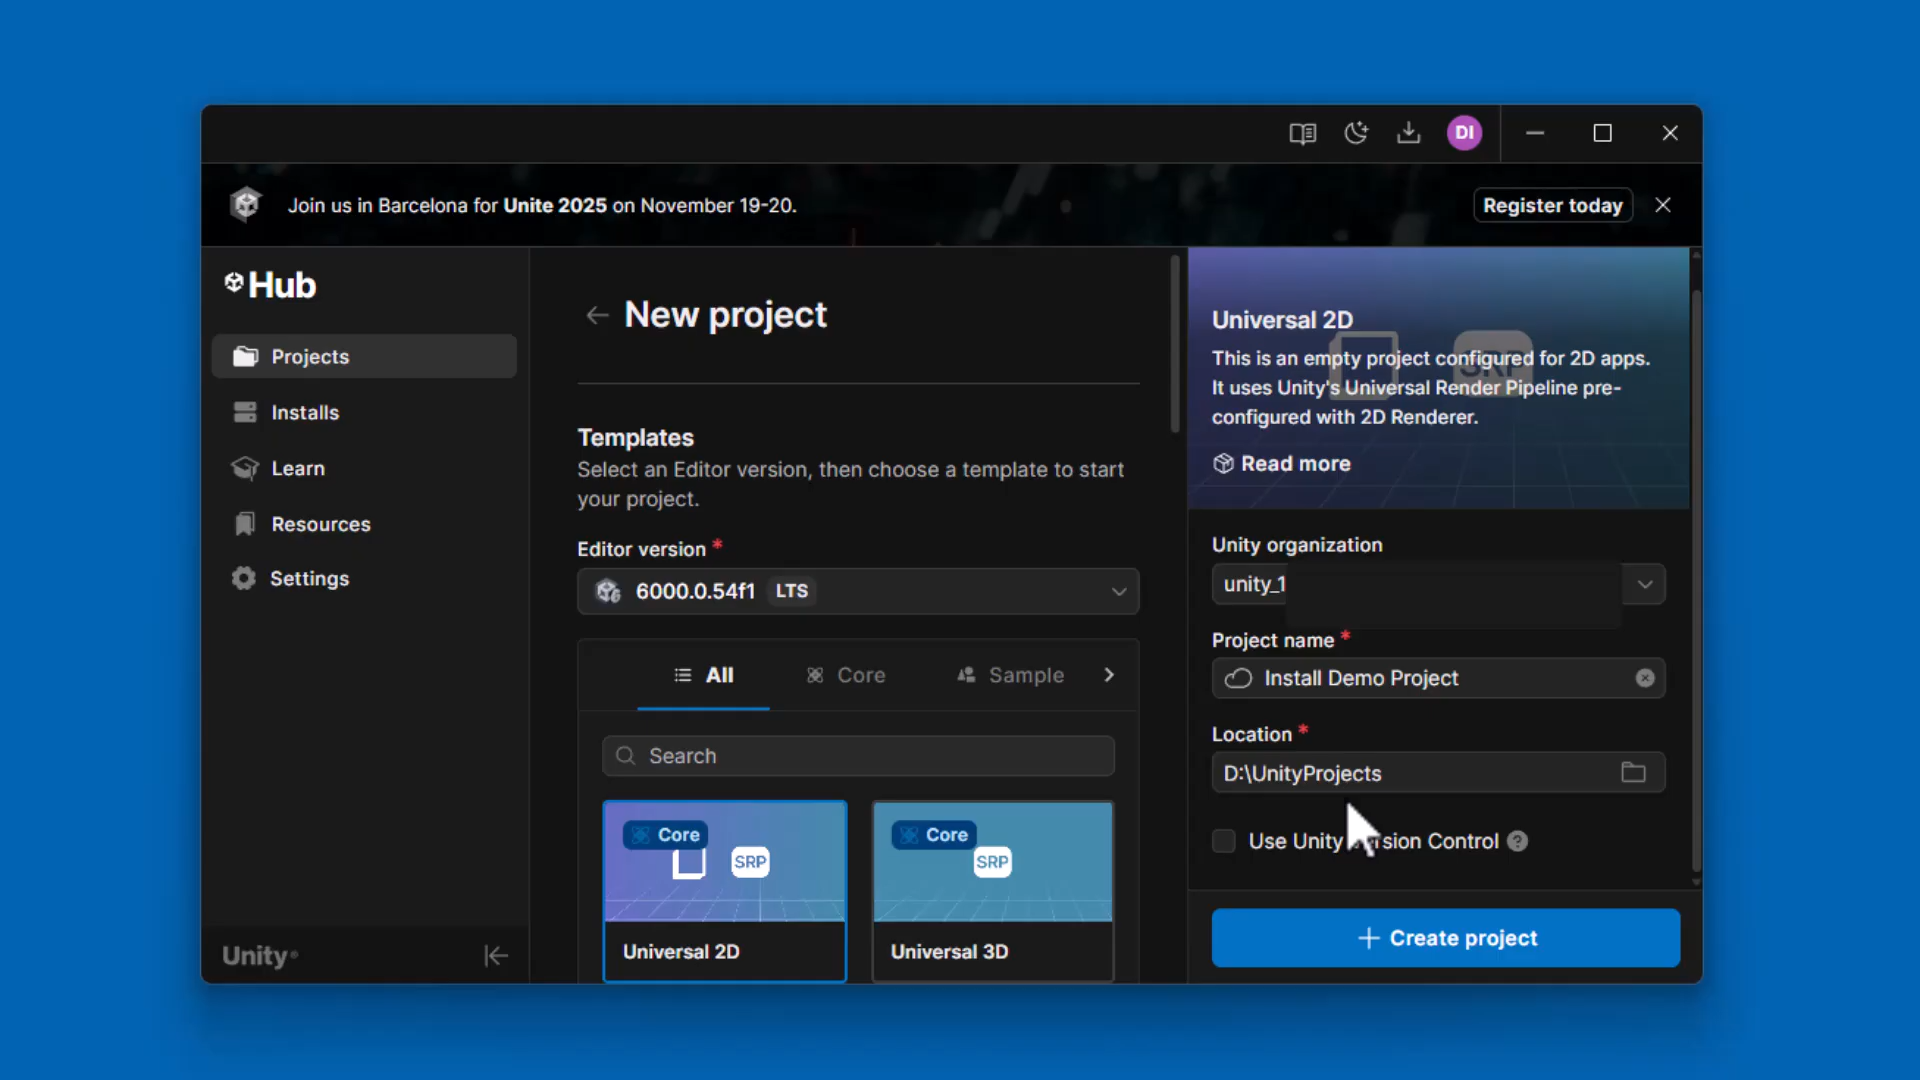 DI
Join us in Barcelona for Unite 2025 on November 19-20.
Register today
Hub
Projects
Installs
Learn
Resources
Settings
Unity
New project
Templates
Select an Editor version, then choose a template to start
your project.
Editor version *
6000.0.54f1 LTS
All
Core
Sample
Search
Core
SRP
Universal 2D
Core
SRP
Universal 3D
Universal 2D
SRP
This is an empty project configured for 2D apps.
It uses Unity's Universal Render Pipeline pre-
configured with 2D Renderer.
Read more
Unity organization
unity_1
Project name *
Install Demo Project
Location *
D:\UnityProjects
Use Unity Version Control ?
+ Create project